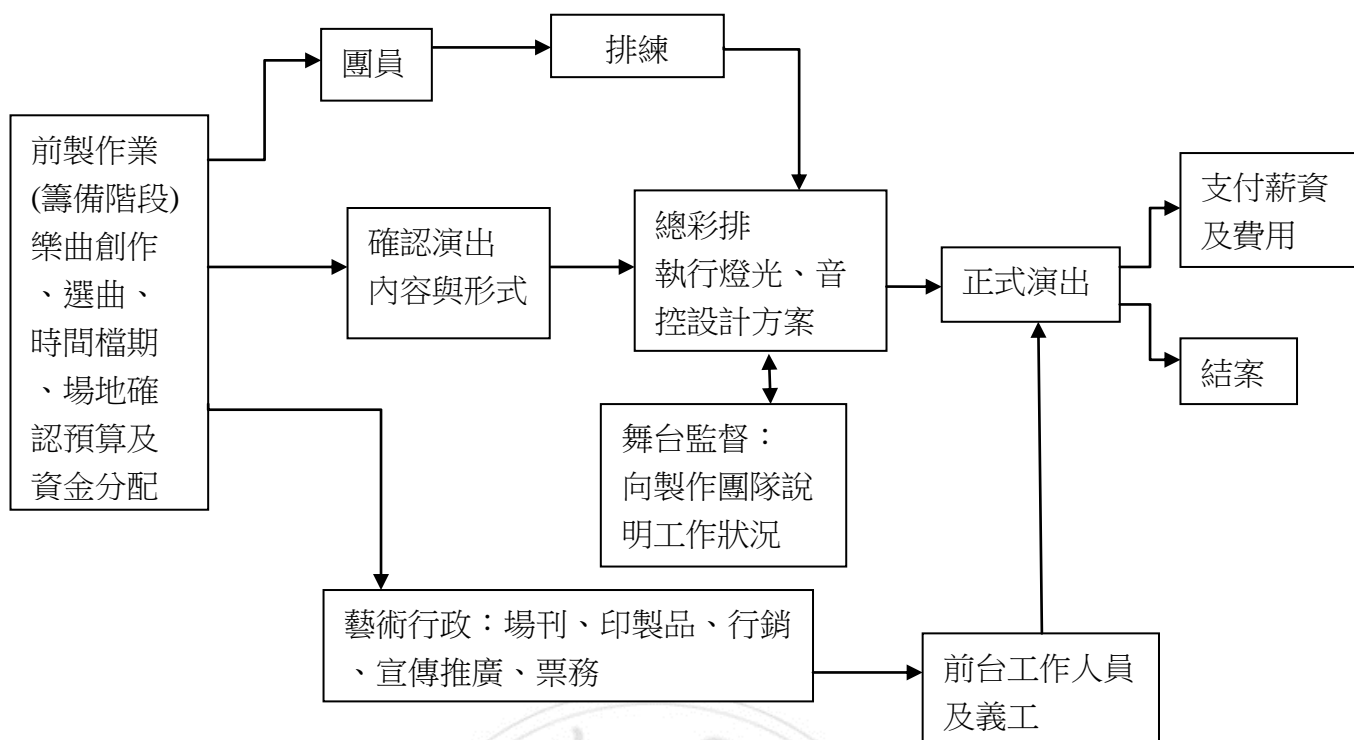 團員
排練
前製作業
(籌備階段)
樂曲創作
、選曲、
時間檔期
、場地確
認預算及
資金分配
確認演出
內容與形式
總彩排
執行燈光、音
控設計方案
正式演出
支付薪資
及費用
結案
舞台監督：
向製作團隊說
明工作狀況
藝術行政：場刊、印製品、行銷
、宣傳推廣、票務
前台工作人員
及義工